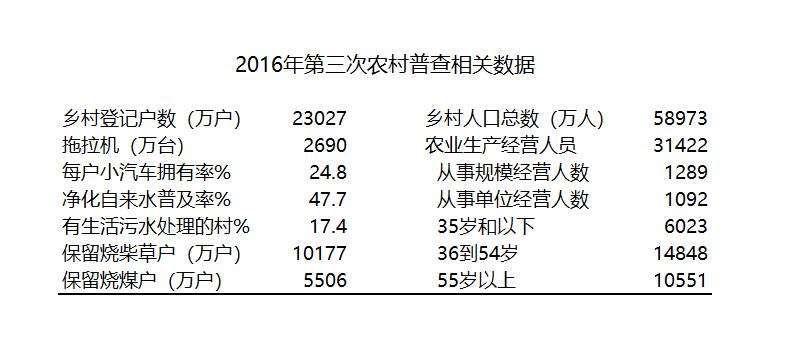 2016年第三次农村普查相关数据
乡村登记户数（万户） 23027 乡村人口总数（万人） 58973
拖拉机（万台） 2690 农业生产经营人员 31422
每户小汽车拥有率% 24.8 从事规模经营人数 1289
净化自来水普及率% 47.7 从事单位经营人数 1092
有生活污水处理的村% 17.4 35岁和以下 6023
保留烧柴草户（万户） 10177 36到54岁 14848
保留烧煤户（万户） 5506 55岁以上 10551